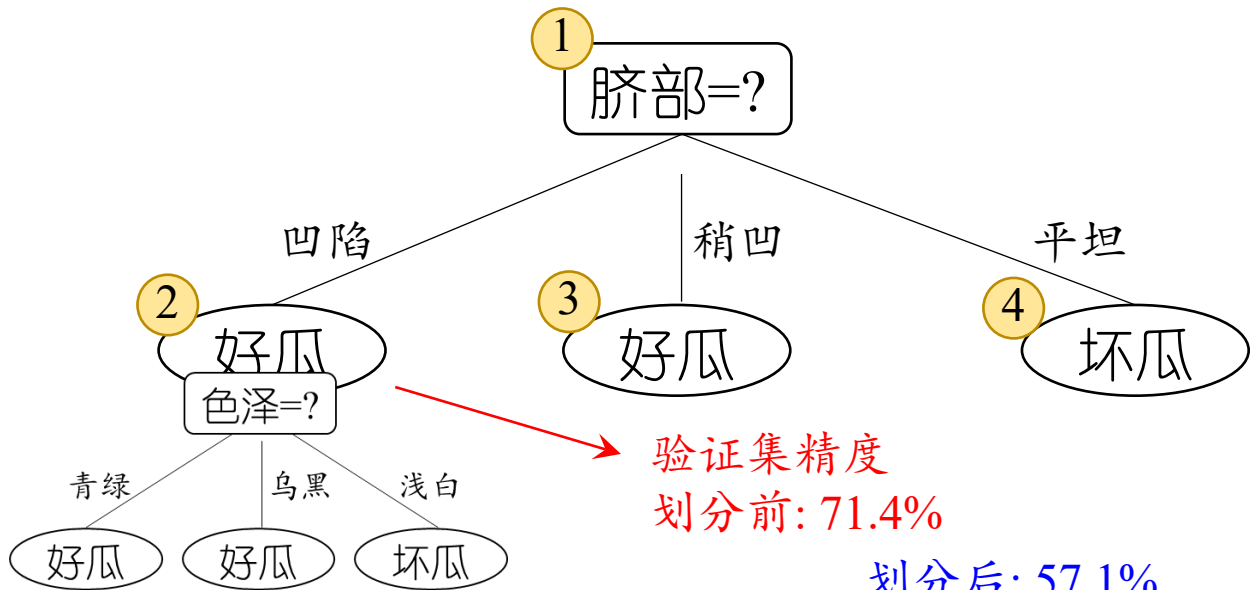 1
脐部=?
凹陷
稍凹
平坦
2
好瓜
3
好瓜
4
坏瓜
色泽=?
青绿
乌黑
浅白
好瓜
好瓜
坏瓜
验证集精度
划分前: 71.4%
划分后: 57.1%